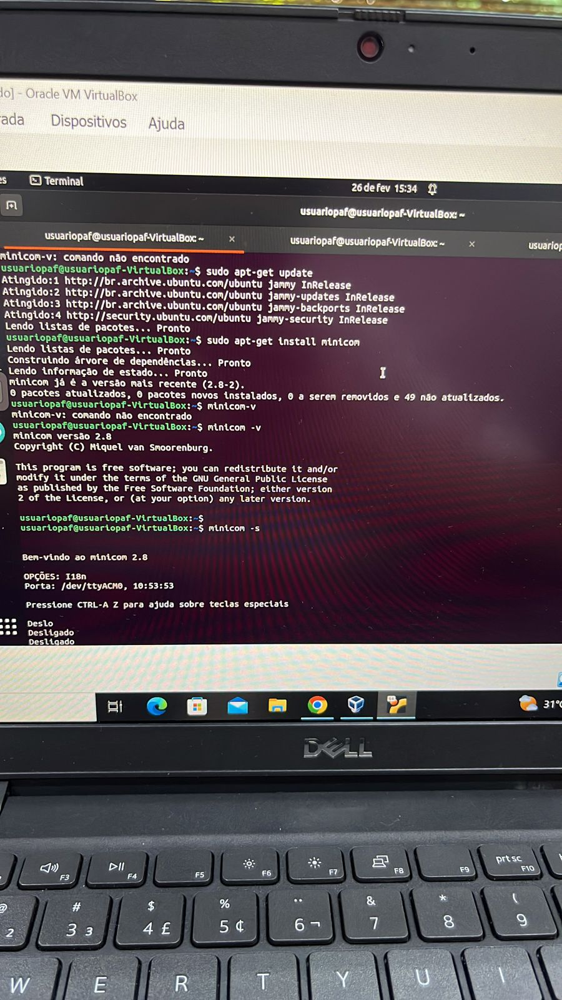 do] - Oracle VM VirtualBox
rada Dispositivos Ajuda
es Terminal 26 de fev 15:34
usuariopaf@usuariopaf-VirtualBox: ~
usuariopaf@usuariopaf-VirtualBox: ~ × usuariopaf@usuariopaf-VirtualBox: ~ × usuariop
minicom-v: comando não encontrado
usuariopaf@usuariopaf-VirtualBox:~$ sudo apt-get update
Atingido:1 http://br.archive.ubuntu.com/ubuntu jammy InRelease
Atingido:2 http://br.archive.ubuntu.com/ubuntu jammy-updates InRelease
Atingido:3 http://br.archive.ubuntu.com/ubuntu jammy-backports InRelease
Atingido:4 http://security.ubuntu.com/ubuntu jammy-security InRelease
Lendo listas de pacotes... Pronto
usuariopaf@usuariopaf-VirtualBox:~$ sudo apt-get install minicom
Lendo listas de pacotes... Pronto
Construindo árvore de dependências... Pronto
Lendo informação de estado... Pronto
minicom já é a versão mais recente (2.8-2).
0 pacotes atualizados, 0 pacotes novos instalados, 0 a serem removidos e 49 não atualizados.
usuariopaf@usuariopaf-VirtualBox:~$ minicom-v
minicom-v: comando não encontrado
usuariopaf@usuariopaf-VirtualBox:~$ minicom -v
minicom versão 2.8
Copyright (C) Miquel van Smoorenburg.
This program is free software; you can redistribute it and/or
modify it under the terms of the GNU General Public License
as published by the Free Software Foundation; either version
2 of the License, or (at your option) any later version.
usuariopaf@usuariopaf-VirtualBox:~$
usuariopaf@usuariopaf-VirtualBox:~$ minicom -s
Bem-vindo ao minicom 2.8
OPÇÕES: I18n
Porta: /dev/ttyACM0, 10:53:53
Pressione CTRL-A Z para ajuda sobre teclas especiais
Deslo
Desligado
Desligado
31°C
DELL
F3 F4 F5 F6 F7 F8 F9 prt sc F10
@ 2 # 3 3 $ 4 £ % 5 ¢ ¨ 6 ¬ & 7 * 8 ( 9
W E R T Y U I